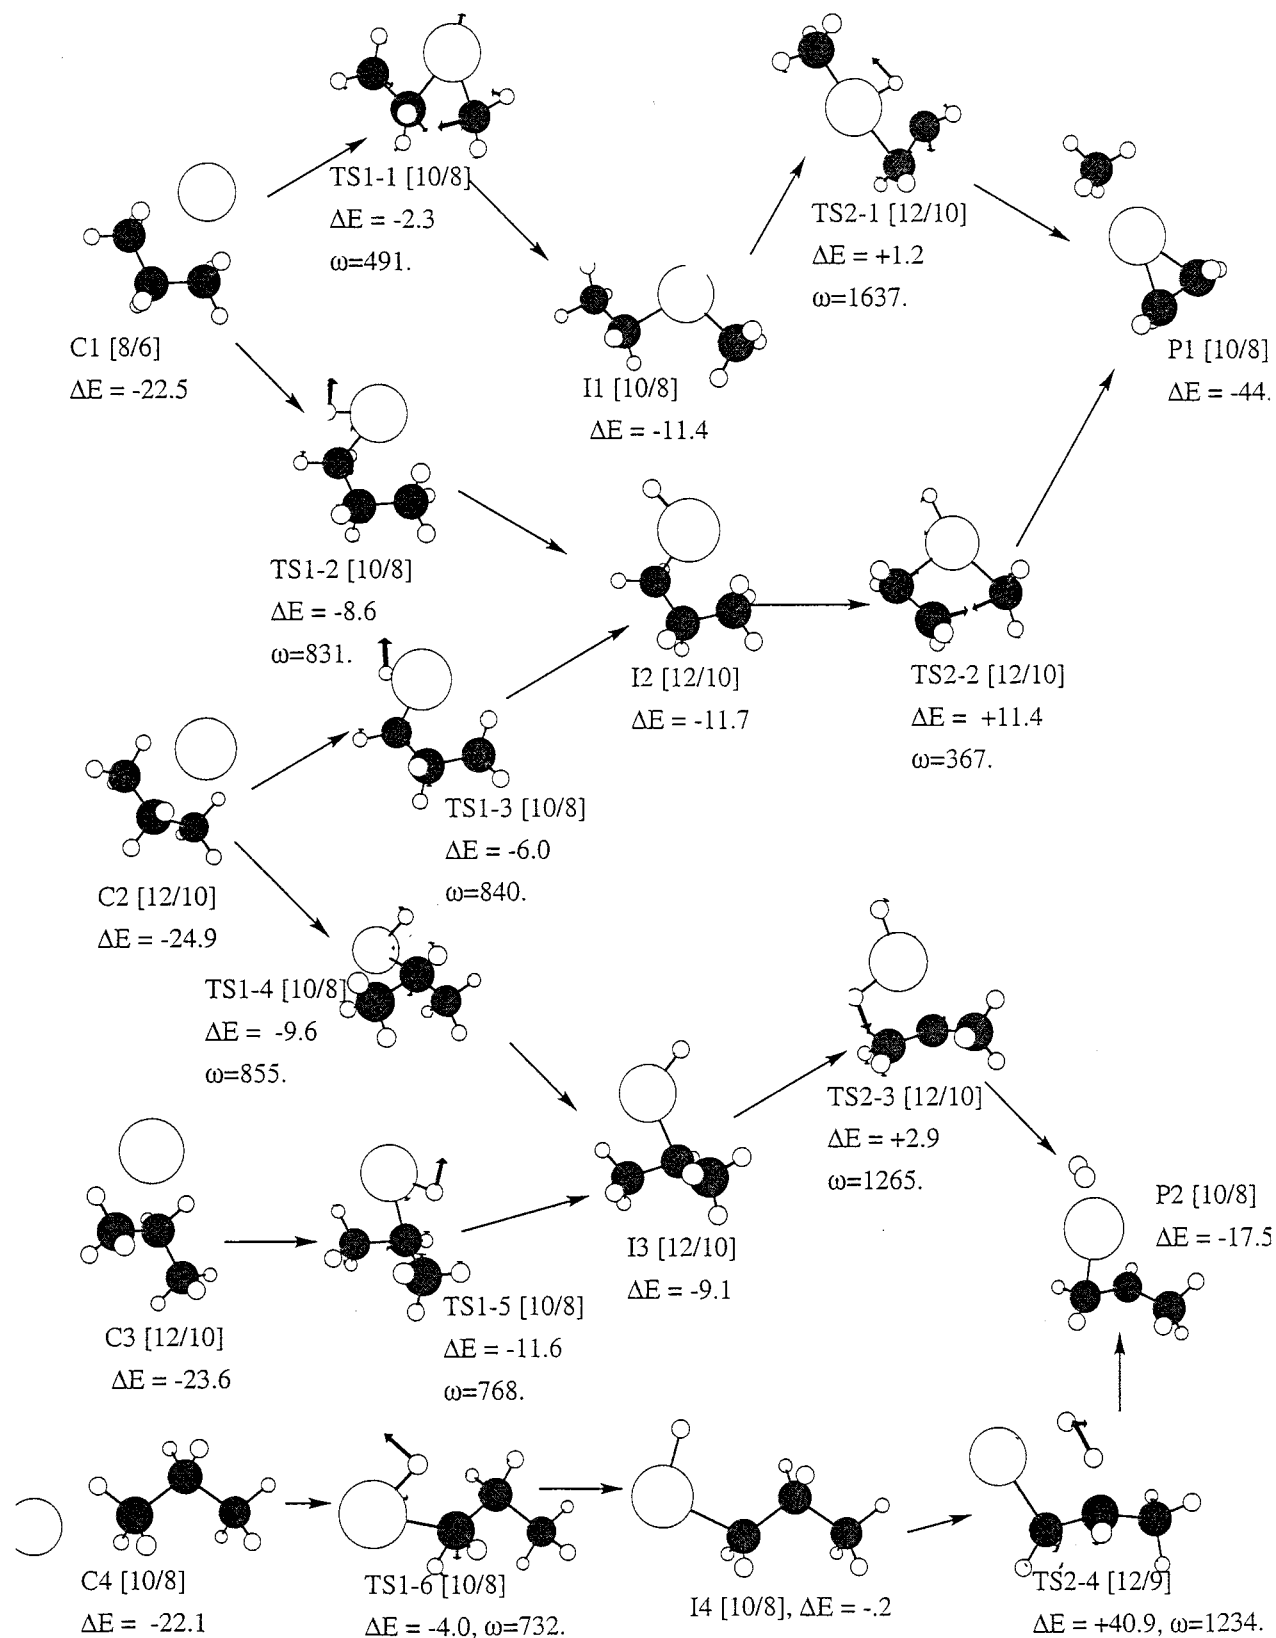 TS1-1 [10/8]
ΔE = -2.3
ω=491.
TS2-1 [12/10]
ΔE = +1.2
ω=1637.
C1 [8/6]
ΔE = -22.5
I1 [10/8]
ΔE = -11.4
P1 [10/8]
ΔE = -44.
TS1-2 [10/8]
ΔE = -8.6
ω=831.
I2 [12/10]
ΔE = -11.7
TS2-2 [12/10]
ΔE = +11.4
ω=367.
TS1-3 [10/8]
ΔE = -6.0
ω=840.
C2 [12/10]
ΔE = -24.9
TS1-4 [10/8]
ΔE = -9.6
ω=855.
TS2-3 [12/10]
ΔE = +2.9
ω=1265.
P2 [10/8]
ΔE = -17.5
I3 [12/10]
ΔE = -9.1
C3 [12/10]
ΔE = -23.6
TS1-5 [10/8]
ΔE = -11.6
ω=768.
C4 [10/8]
ΔE = -22.1
TS1-6 [10/8]
ΔE = -4.0, ω=732.
I4 [10/8], ΔE = -.2
TS2-4 [12/9]
ΔE = +40.9, ω=1234.